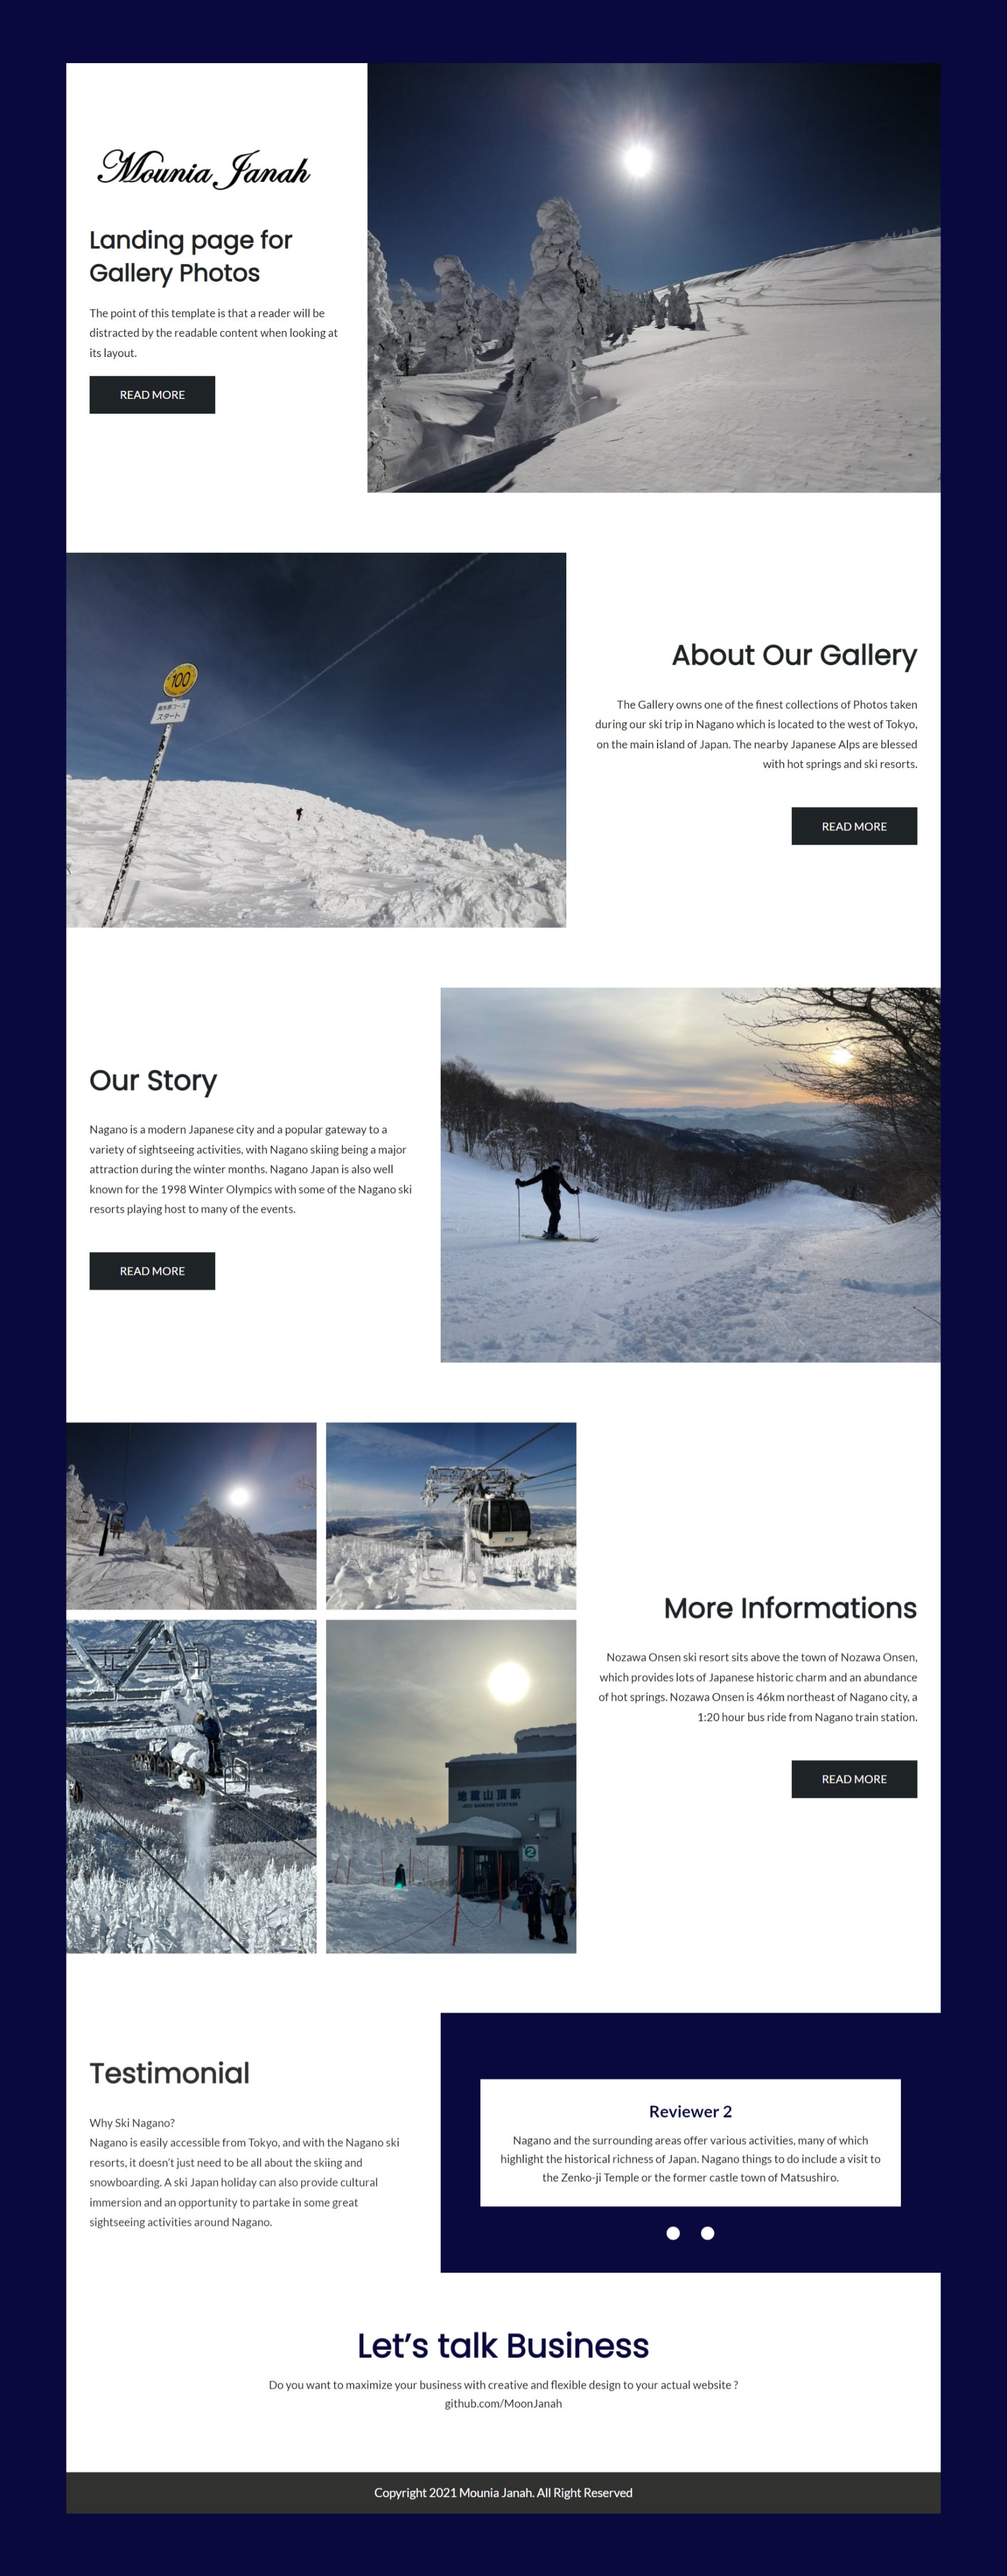 Mounia Janah
Landing page for
Gallery Photos
The point of this template is that a reader will be
distracted by the readable content when looking at
its layout.
READ MORE
100
スタート
About Our Gallery
The Gallery owns one of the finest collections of Photos taken
during our ski trip in Nagano which is located to the west of Tokyo,
on the main island of Japan. The nearby Japanese Alps are blessed
with hot springs and ski resorts.
READ MORE
Our Story
Nagano is a modern Japanese city and a popular gateway to a
variety of sightseeing activities, with Nagano skiing being a major
attraction during the winter months. Nagano Japan is also well
known for the 1998 Winter Olympics with some of the Nagano ski
resorts playing host to many of the events.
READ MORE
地蔵山頂駅
2
More Informations
Nozawa Onsen ski resort sits above the town of Nozawa Onsen,
which provides lots of Japanese historic charm and an abundance
of hot springs. Nozawa Onsen is 46km northeast of Nagano city, a
1:20 hour bus ride from Nagano train station.
READ MORE
Testimonial
Why Ski Nagano?
Nagano is easily accessible from Tokyo, and with the Nagano ski
resorts, it doesn't just need to be all about the skiing and
snowboarding. A ski Japan holiday can also provide cultural
immersion and an opportunity to partake in some great
sightseeing activities around Nagano.
Reviewer 2
Nagano and the surrounding areas offer various activities, many of which
highlight the historical richness of Japan. Nagano things to do include a visit to
the Zenko-ji Temple or the former castle town of Matsushiro.
Let’s talk Business
Do you want to maximize your business with creative and flexible design to your actual website ?
github.com/MoonJanah
Copyright 2021 Mounia Janah. All Right Reserved